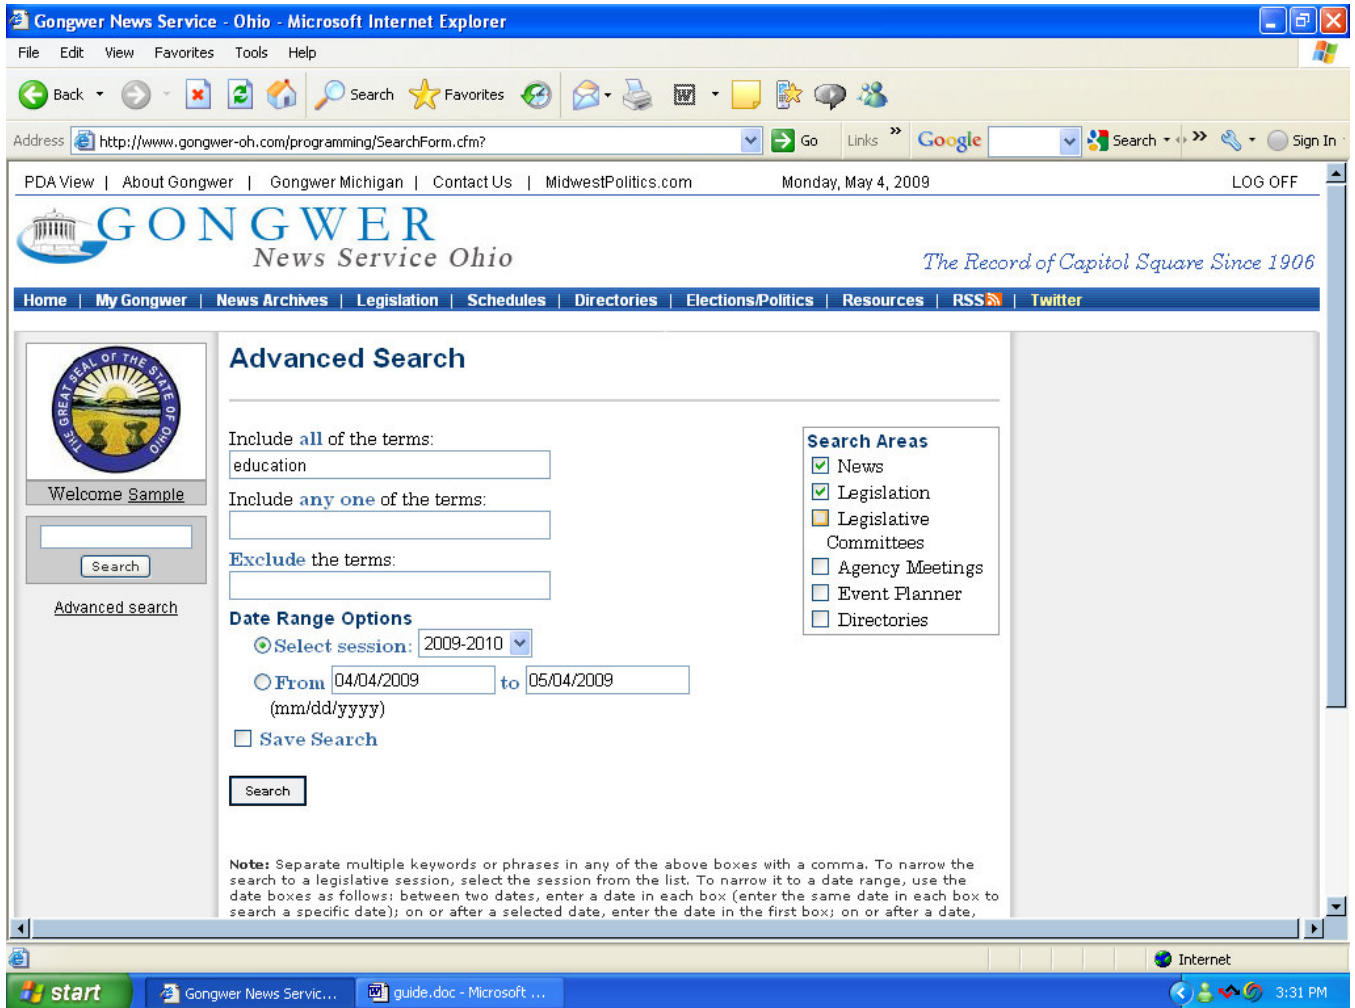 Gongwer News Service - Ohio - Microsoft Internet Explorer
File Edit View Favorites Tools Help
Back Search Favorites
Address http://www.gongwer-oh.com/programming/SearchForm.cfm? Go Links » Google Search » Sign In
PDA View | About Gongwer | Gongwer Michigan | Contact Us | MidwestPolitics.com Monday, May 4, 2009 LOG OFF
GONGWER
News Service Ohio
The Record of Capitol Square Since 1906
Home | My Gongwer | News Archives | Legislation | Schedules | Directories | Elections/Politics | Resources | RSS | Twitter
THE GREAT SEAL OF THE STATE OF OHIO
Welcome Sample
Search
Advanced search
Advanced Search
Include all of the terms:
education
Include any one of the terms:
Exclude the terms:
Date Range Options
Select session: 2009-2010
From 04/04/2009 to 05/04/2009
(mm/dd/yyyy)
Save Search
Search
Search Areas
News
Legislation
Legislative
Committees
Agency Meetings
Event Planner
Directories
Note: Separate multiple keywords or phrases in any of the above boxes with a comma. To narrow the
search to a legislative session, select the session from the list. To narrow it to a date range, use the
date boxes as follows: between two dates, enter a date in each box (enter the same date in each box to
search a specific date); on or after a selected date, enter the date in the first box; on or after a date,
Internet
start Gongwer News Servic... guide.doc - Microsoft ... 3:31 PM